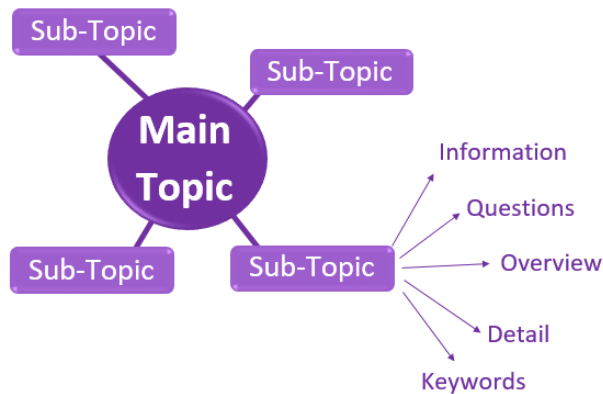 Sub-Topic
Sub-Topic
Main
Topic
Information
Questions
Sub-Topic
Sub-Topic
Overview
Detail
Keywords